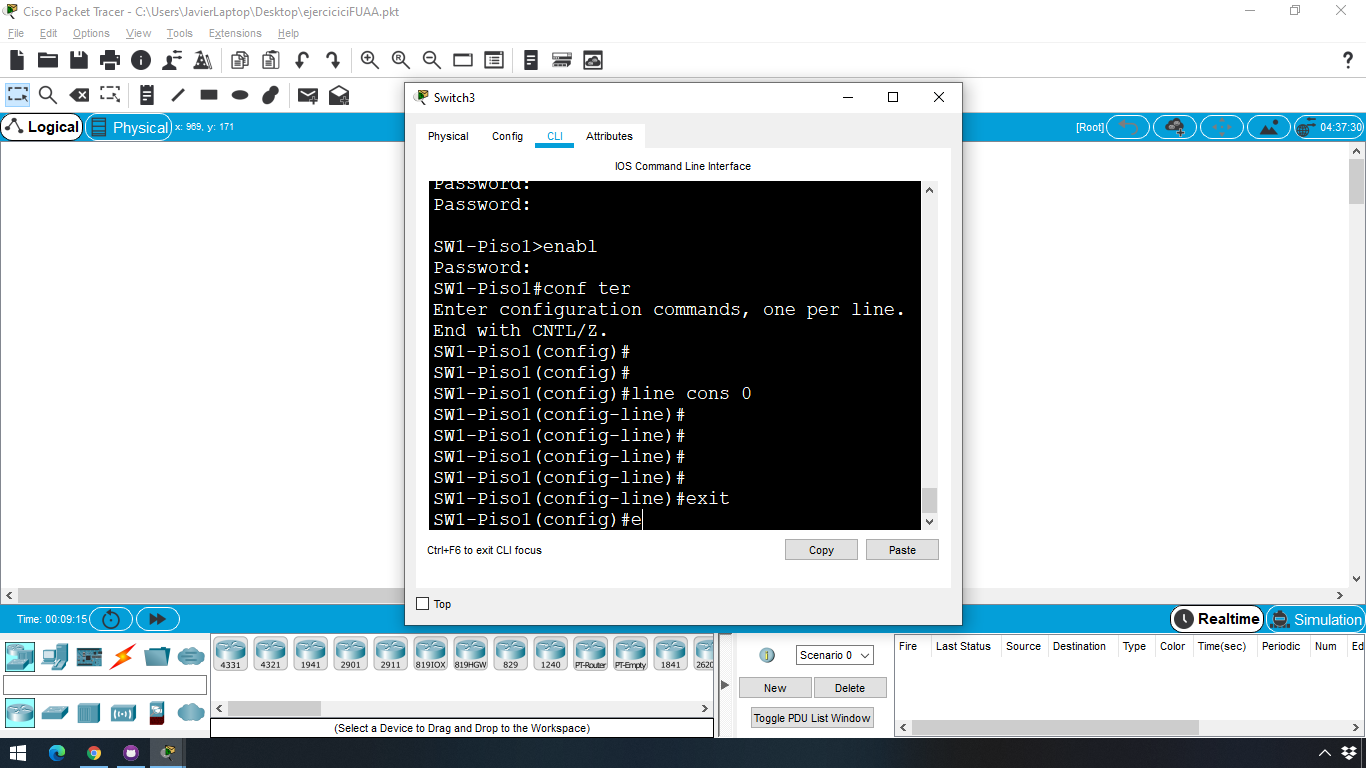 Cisco Packet Tracer - C:\Users\JavierLaptop\Desktop\ejerciciciFUAA.pkt
File Edit Options View Tools Extensions Help
?
Switch3
Logical Physical x: 969, y: 171
[Root] 04:37:30
Physical Config CLI Attributes
IOS Command Line Interface
Password:
Password:
SW1-Piso1>enabl
Password:
SW1-Piso1#conf ter
Enter configuration commands, one per line.
End with CNTL/Z.
SW1-Piso1(config)#
SW1-Piso1(config)#
SW1-Piso1(config)#line cons 0
SW1-Piso1(config-line)#
SW1-Piso1(config-line)#
SW1-Piso1(config-line)#
SW1-Piso1(config-line)#
SW1-Piso1(config-line)#exit
SW1-Piso1(config)#e
Ctrl+F6 to exit CLI focus
Copy Paste
Top
Time: 00:09:15
Realtime Simulation
4331 4321 1941 2901 2911 819IOX 819HGW 829 1240 PT-Router PT-Empty 1841 2620
(Select a Device to Drag and Drop to the Workspace)
Scenario 0
New Delete
Toggle PDU List Window
Fire Last Status Source Destination Type Color Time(sec) Periodic Num Ed